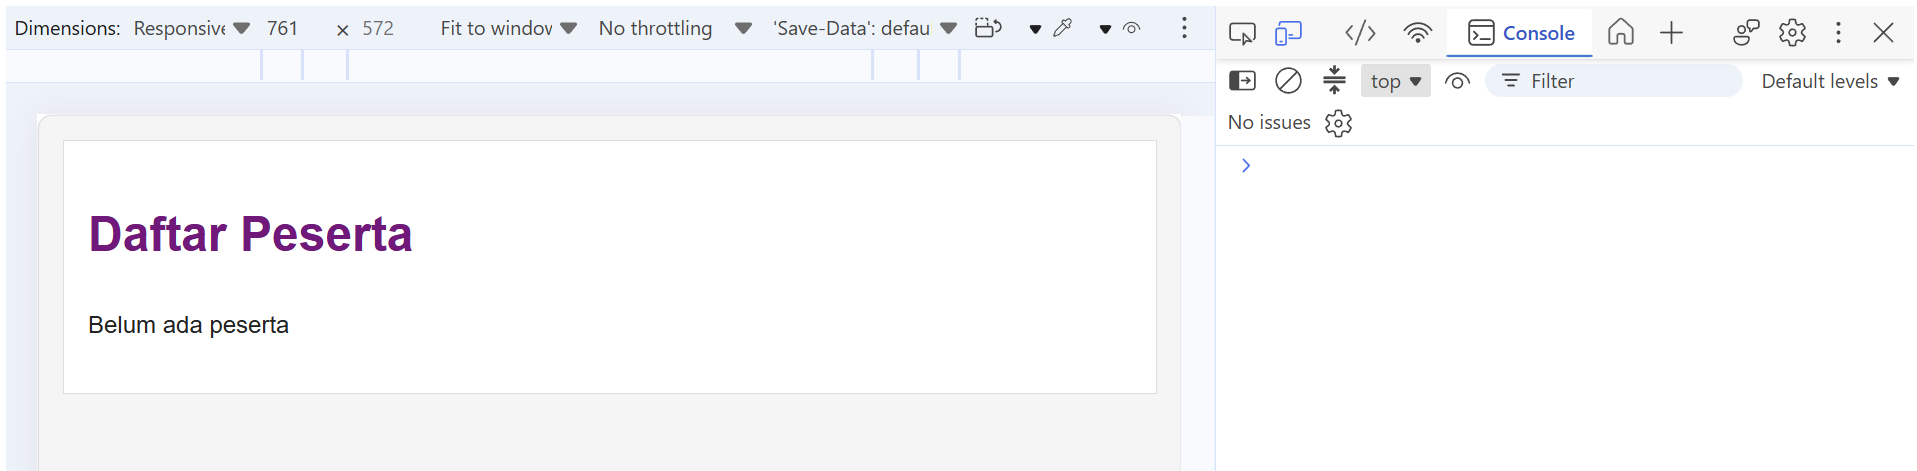 Dimensions: Responsive 761 × 572 Fit to window No throttling 'Save-Data': defau
Console
top Filter Default levels
No issues
Daftar Peserta
Belum ada peserta